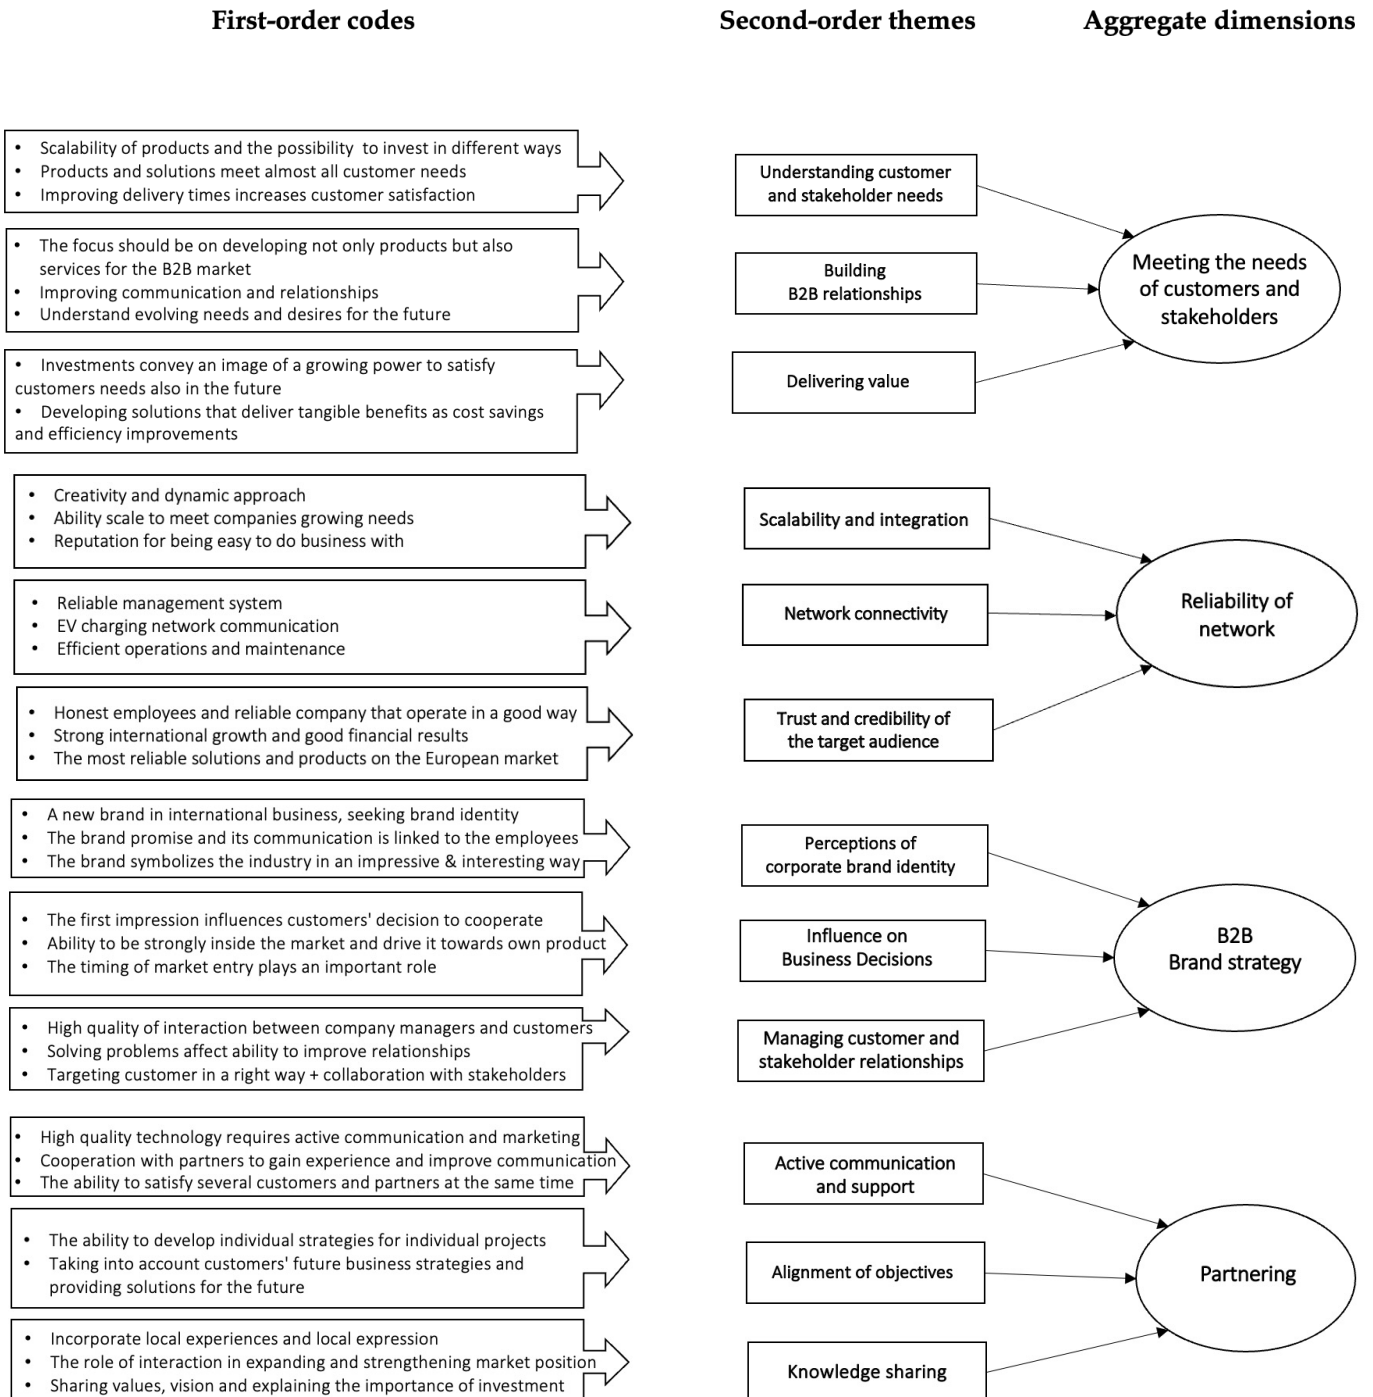 First-order codes
Second-order themes
Aggregate dimensions
• Scalability of products and the possibility to invest in different ways
• Products and solutions meet almost all customer needs
• Improving delivery times increases customer satisfaction
Understanding customer
and stakeholder needs
• The focus should be on developing not only products but also
services for the B2B market
• Improving communication and relationships
• Understand evolving needs and desires for the future
Building
B2B relationships
Meeting the needs
of customers and
stakeholders
• Investments convey an image of a growing power to satisfy
customers needs also in the future
• Developing solutions that deliver tangible benefits as cost savings
and efficiency improvements
Delivering value
• Creativity and dynamic approach
• Ability scale to meet companies growing needs
• Reputation for being easy to do business with
Scalability and integration
• Reliable management system
• EV charging network communication
• Efficient operations and maintenance
Network connectivity
Reliability of
network
• Honest employees and reliable company that operate in a good way
• Strong international growth and good financial results
• The most reliable solutions and products on the European market
Trust and credibility of
the target audience
• A new brand in international business, seeking brand identity
• The brand promise and its communication is linked to the employees
• The brand symbolizes the industry in an impressive & interesting way
Perceptions of
corporate brand identity
• The first impression influences customers' decision to cooperate
• Ability to be strongly inside the market and drive it towards own product
• The timing of market entry plays an important role
Influence on
Business Decisions
B2B
Brand strategy
• High quality of interaction between company managers and customers
• Solving problems affect ability to improve relationships
• Targeting customer in a right way + collaboration with stakeholders
Managing customer and
stakeholder relationships
• High quality technology requires active communication and marketing
• Cooperation with partners to gain experience and improve communication
• The ability to satisfy several customers and partners at the same time
Active communication
and support
• The ability to develop individual strategies for individual projects
• Taking into account customers' future business strategies and
providing solutions for the future
Alignment of objectives
Partnering
• Incorporate local experiences and local expression
• The role of interaction in expanding and strengthening market position
• Sharing values, vision and explaining the importance of investment
Knowledge sharing